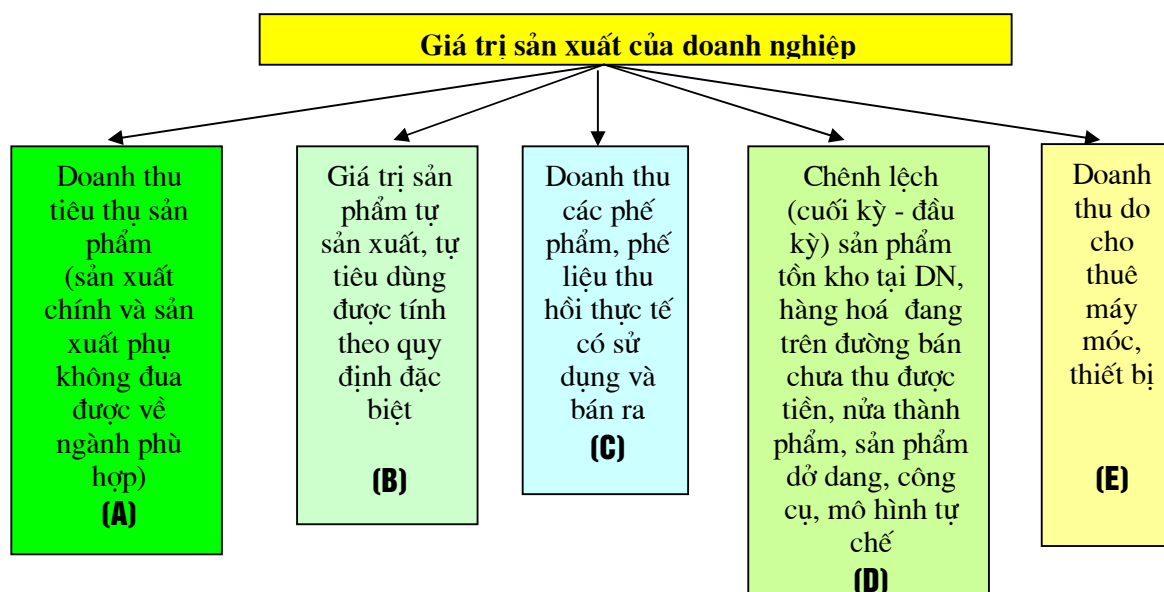 Giá trị sản xuất của doanh nghiệp
Doanh thu
tiêu thụ sản
phẩm
(sản xuất
chính và sản
xuất phụ
không đua
được về
ngành phù
hợp)
(A)
Giá trị sản
phẩm tự
sản xuất, tự
tiêu dùng
được tính
theo quy
định đặc
biệt
(B)
Doanh thu
các phế
phẩm, phế
liệu thu
hồi thực tế
có sử
dụng và
bán ra
(C)
Chênh lệch
(cuối kỳ - đầu
kỳ) sản phẩm
tồn kho tại DN,
hàng hoá đang
trên đường bán
chưa thu được
tiền, nửa thành
phẩm, sản phẩm
dở dang, công
cụ, mô hình tự
chế
(D)
Doanh
thu do
cho
thuê
máy
móc,
thiết bị
(E)